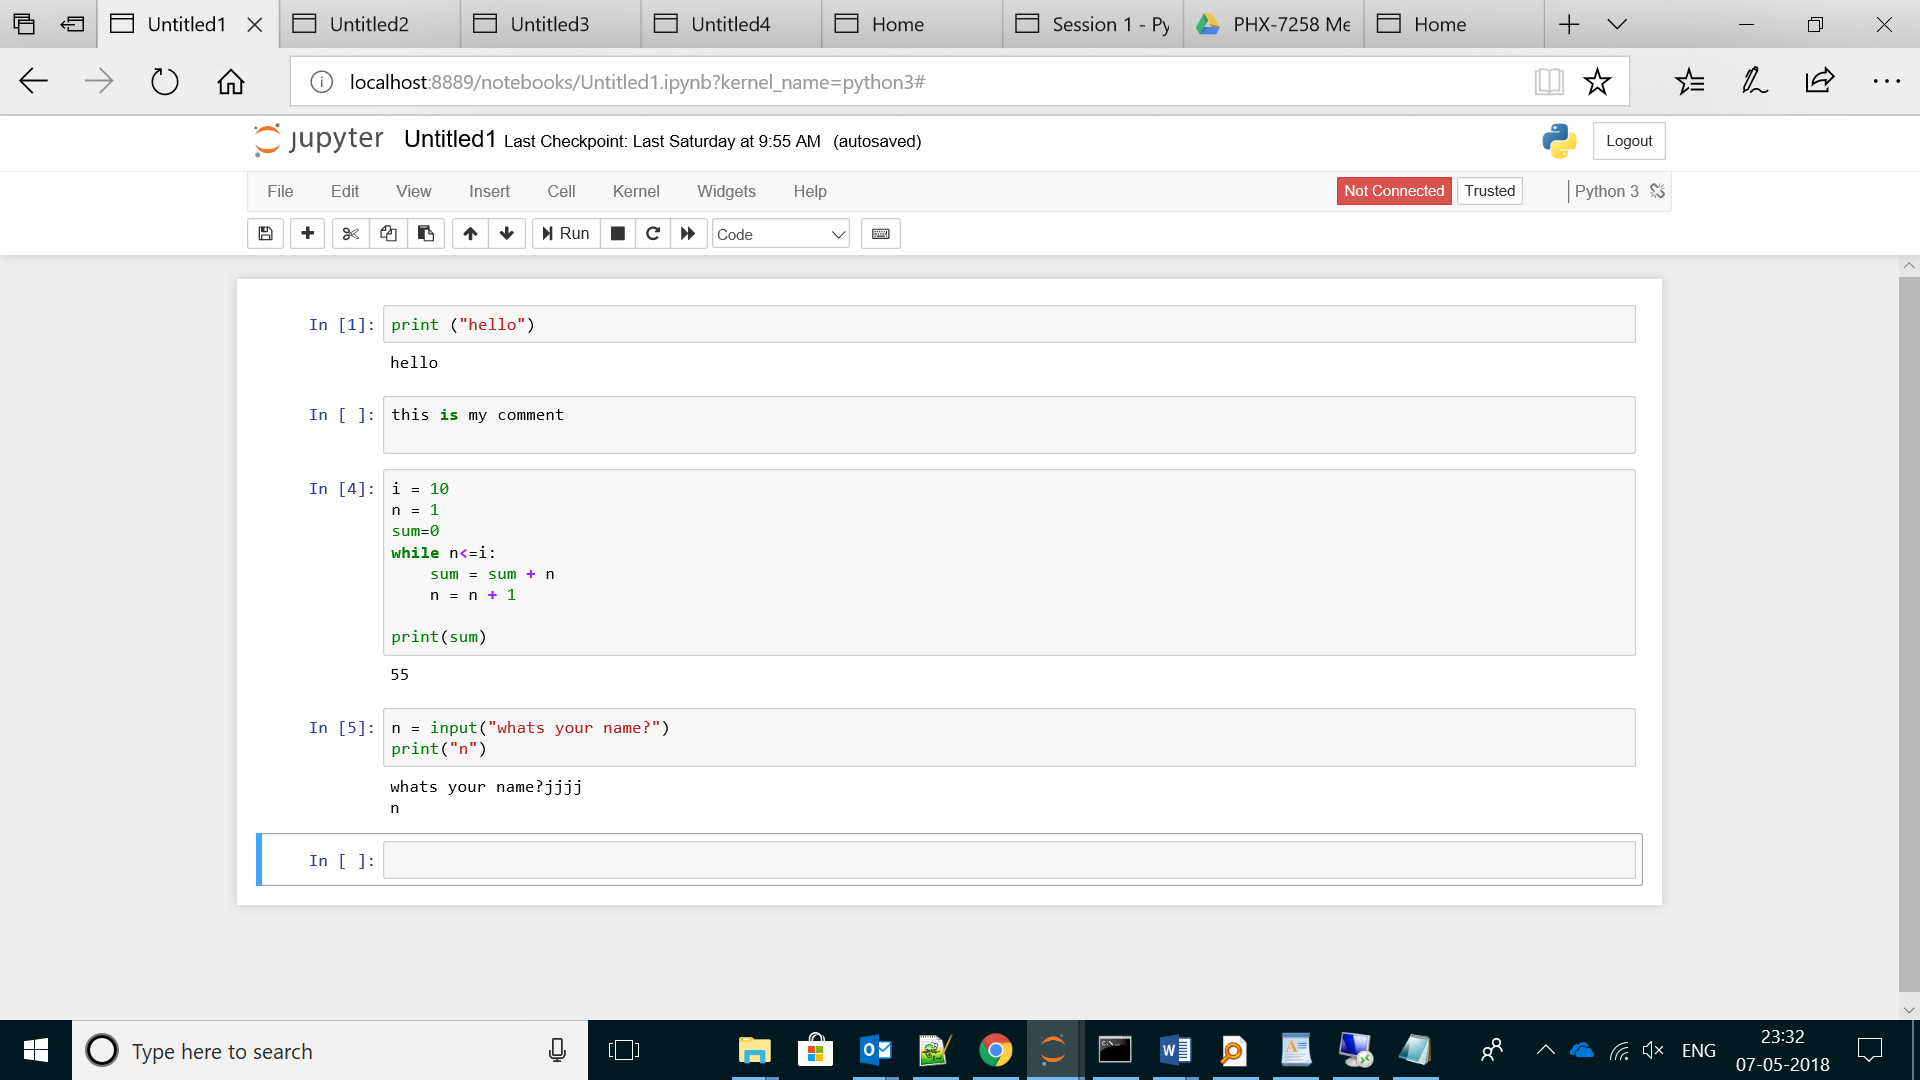 Untitled1
Untitled2
Untitled3
Untitled4
Home
Session 1 - Py
PHX-7258 Me
Home
localhost:8889/notebooks/Untitled1.ipynb?kernel_name=python3#
jupyter Untitled1 Last Checkpoint: Last Saturday at 9:55 AM (autosaved)
Logout
File Edit View Insert Cell Kernel Widgets Help
Not Connected Trusted Python 3
Run Code
In [1]: print ("hello")
hello
In [ ]: this is my comment
In [4]: i = 10
n = 1
sum=0
while n<=i:
    sum = sum + n
    n = n + 1
print(sum)
55
In [5]: n = input("whats your name?")
print("n")
whats your name?jjjj
n
In [ ]:
Type here to search
ENG
23:32
07-05-2018